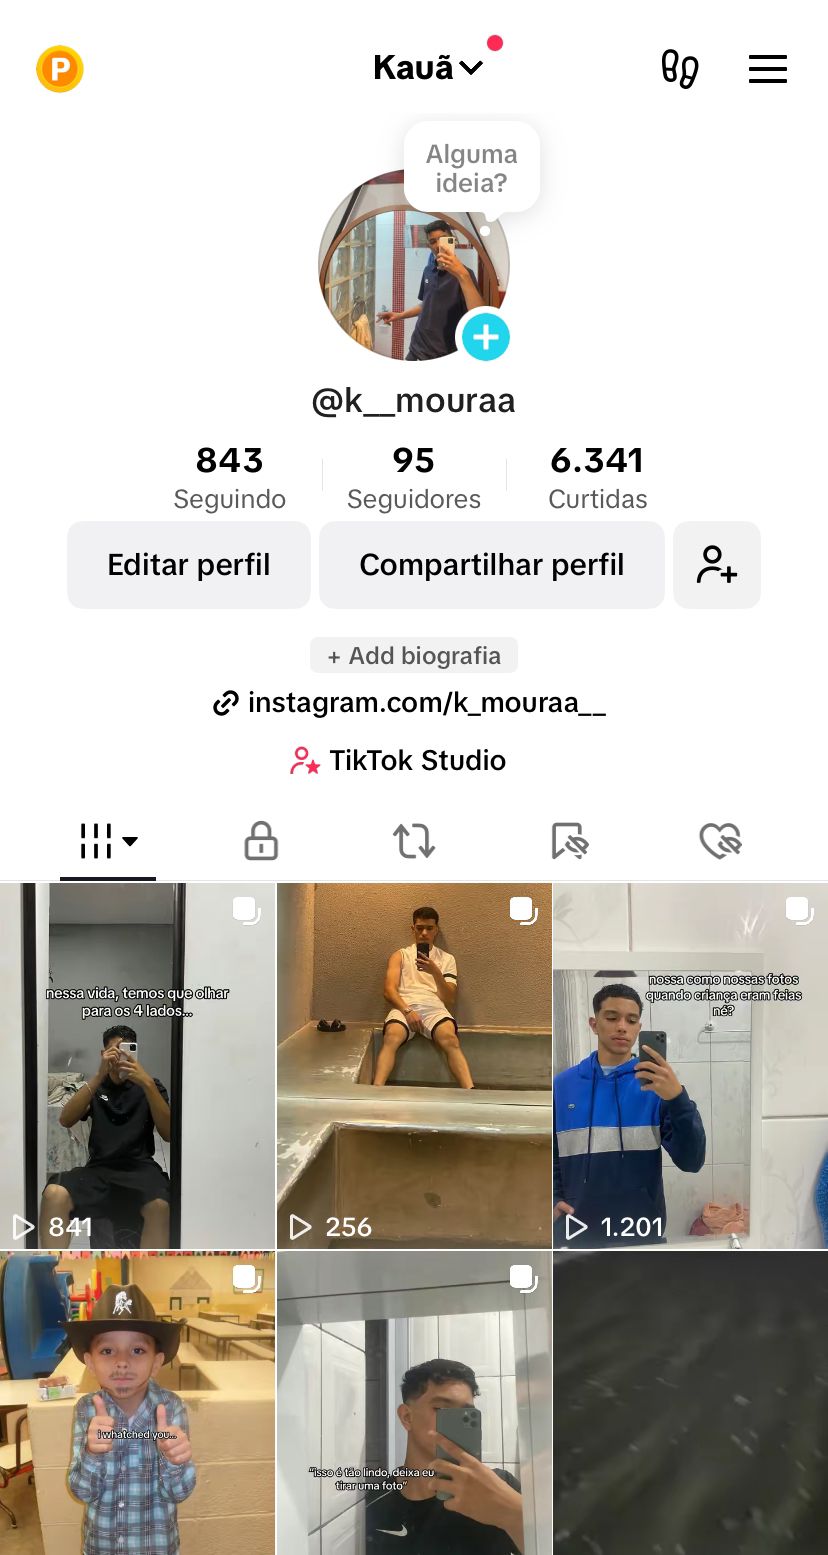 P
Kauã
Alguma
ideia?
@k__mouraa
843
Seguindo
95
Seguidores
6.341
Curtidas
Editar perfil
Compartilhar perfil
+ Add biografia
instagram.com/k_mouraa__
TikTok Studio
nessa vida, temos que olhar
para os 4 lados...
841
256
nossa como nossas fotos
quando criança eram feias
né?
1.201
i whatched you...
"isso é tão lindo, deixa eu
tirar uma foto"